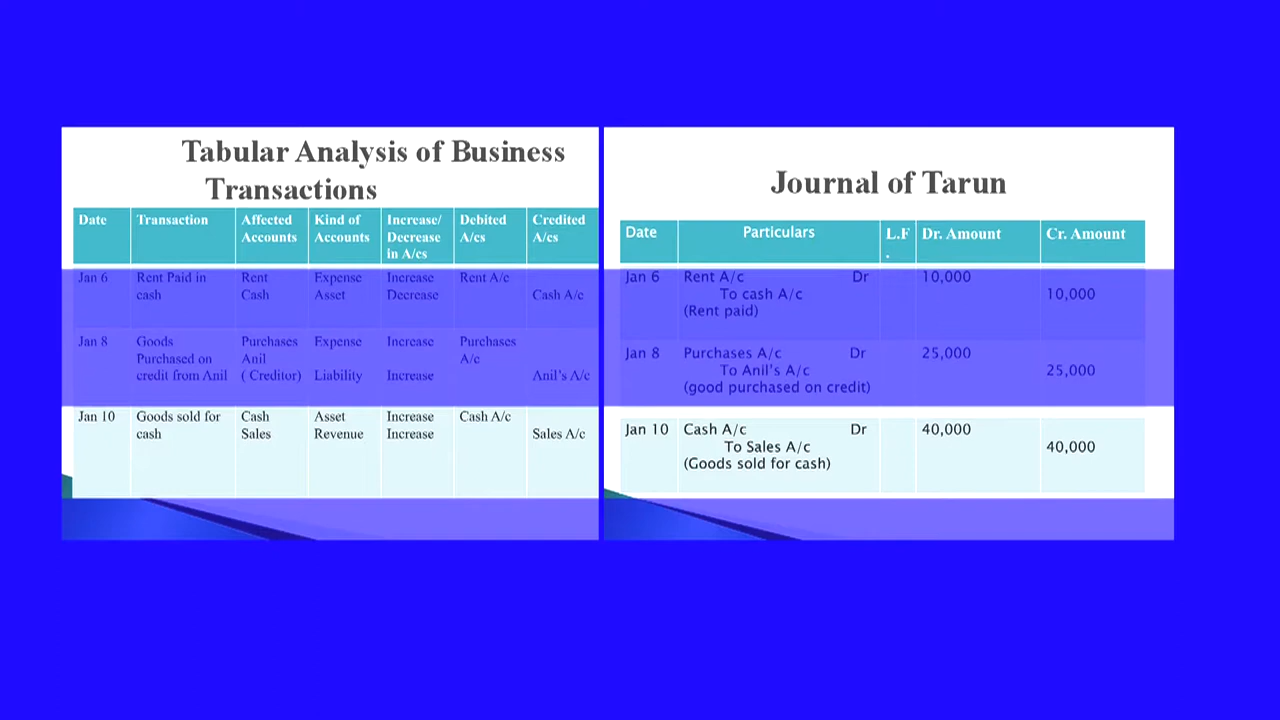 Tabular Analysis of Business
Transactions
Date Transaction Affected Accounts Kind of Accounts Increase/ Decrease in A/cs Debited A/cs Credited A/cs
Jan 6 Rent Paid in Rent Expense Increase Rent A/c
cash Cash Asset Decrease Cash A/c
Jan 8 Goods Purchases Expense Increase Purchases
Purchased on Anil A/c
credit from Anil ( Creditor) Liability Increase Anil's A/c
Jan 10 Goods sold for Cash Asset Increase Cash A/c
cash Sales Revenue Increase Sales A/c
Journal of Tarun
Date Particulars L.F. Dr. Amount Cr. Amount
Jan 6 Rent A/c Dr 10,000
To cash A/c 10,000
(Rent paid)
Jan 8 Purchases A/c Dr 25,000
To Anil's A/c 25,000
(good purchased on credit)
Jan 10 Cash A/c Dr 40,000
To Sales A/c 40,000
(Goods sold for cash)